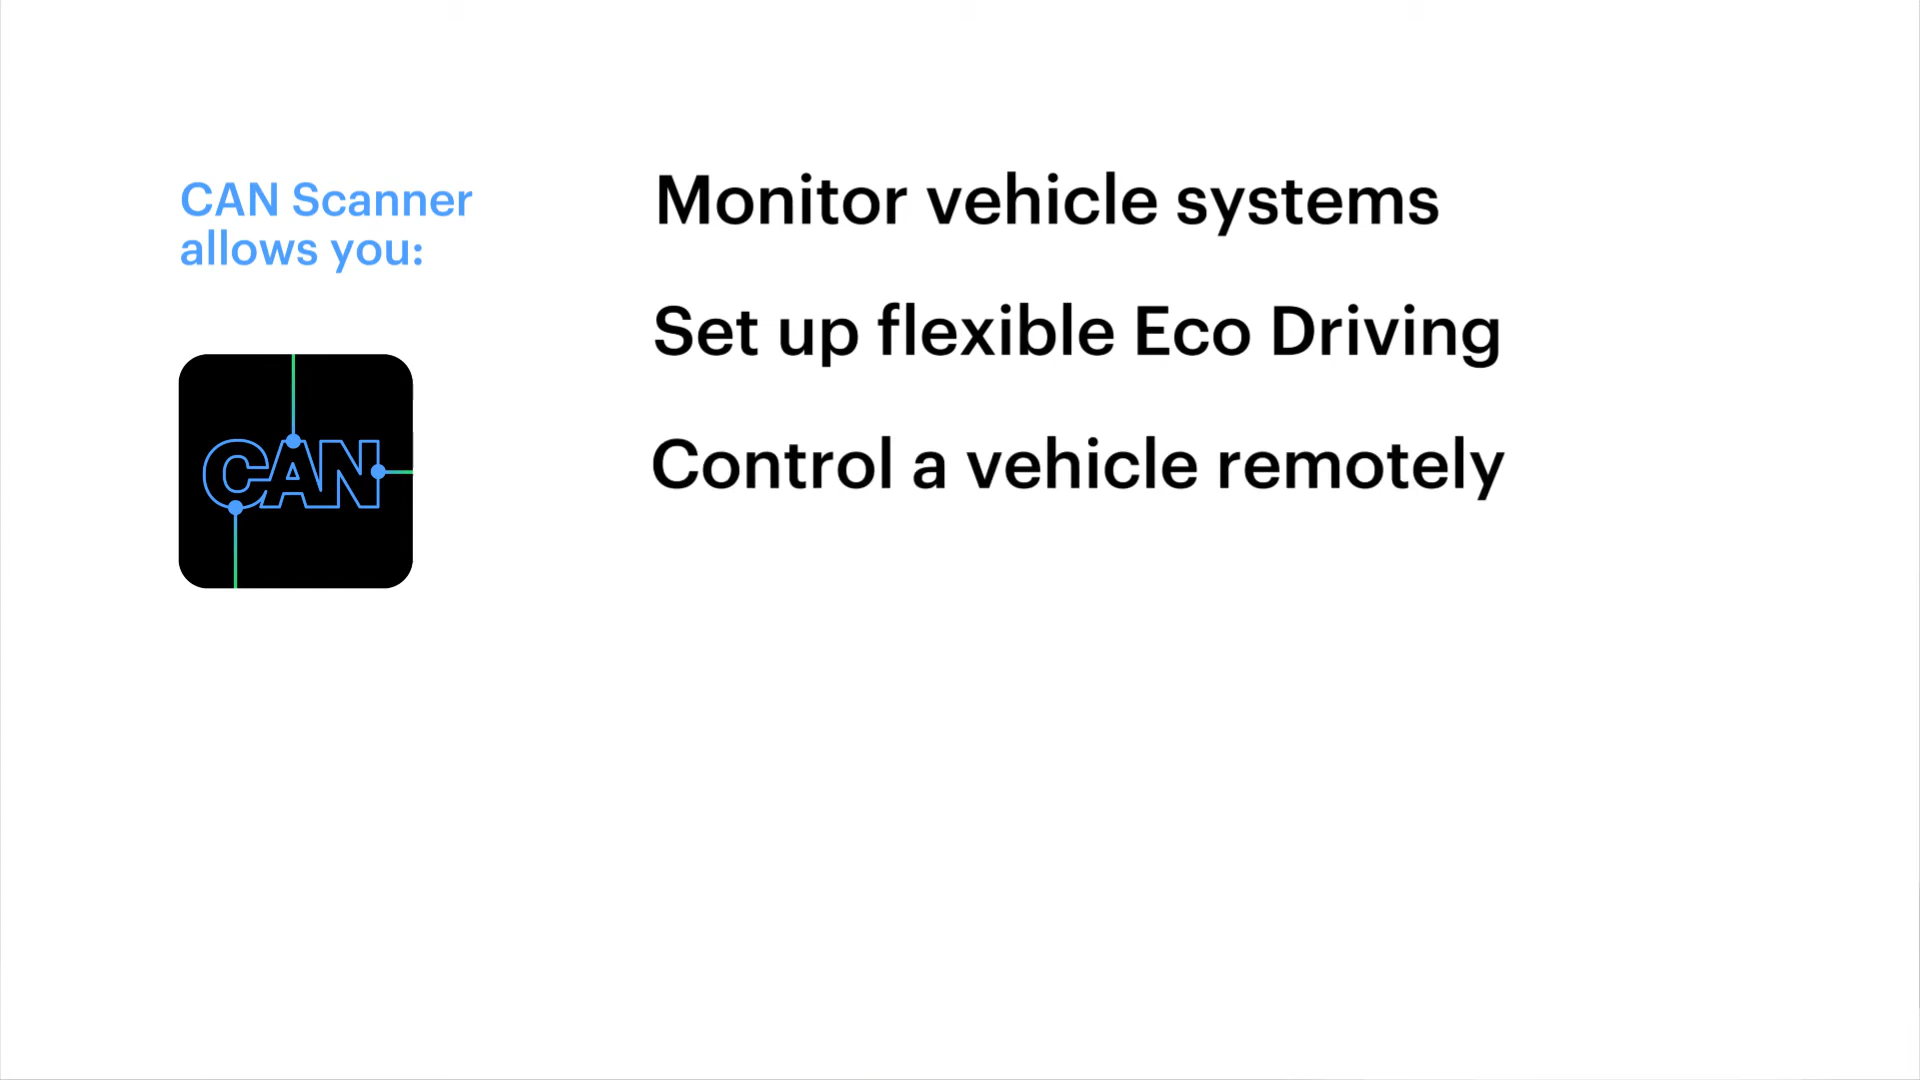 CAN Scanner
allows you:
CAN
Monitor vehicle systems
Set up flexible Eco Driving
Control a vehicle remotely